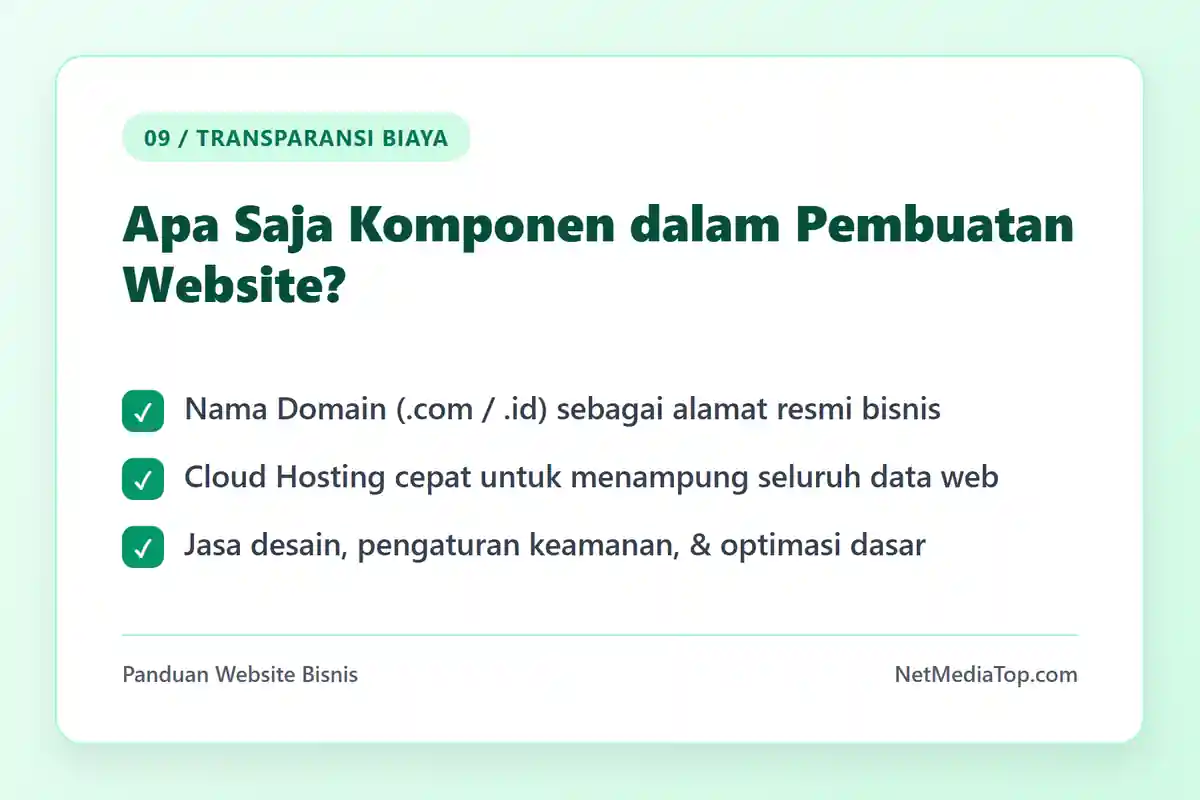 09 / TRANSPARANSI BIAYA
Apa Saja Komponen dalam Pembuatan
Website?
Nama Domain (.com / .id) sebagai alamat resmi bisnis
Cloud Hosting cepat untuk menampung seluruh data web
Jasa desain, pengaturan keamanan, & optimasi dasar
Panduan Website Bisnis
NetMediaTop.com